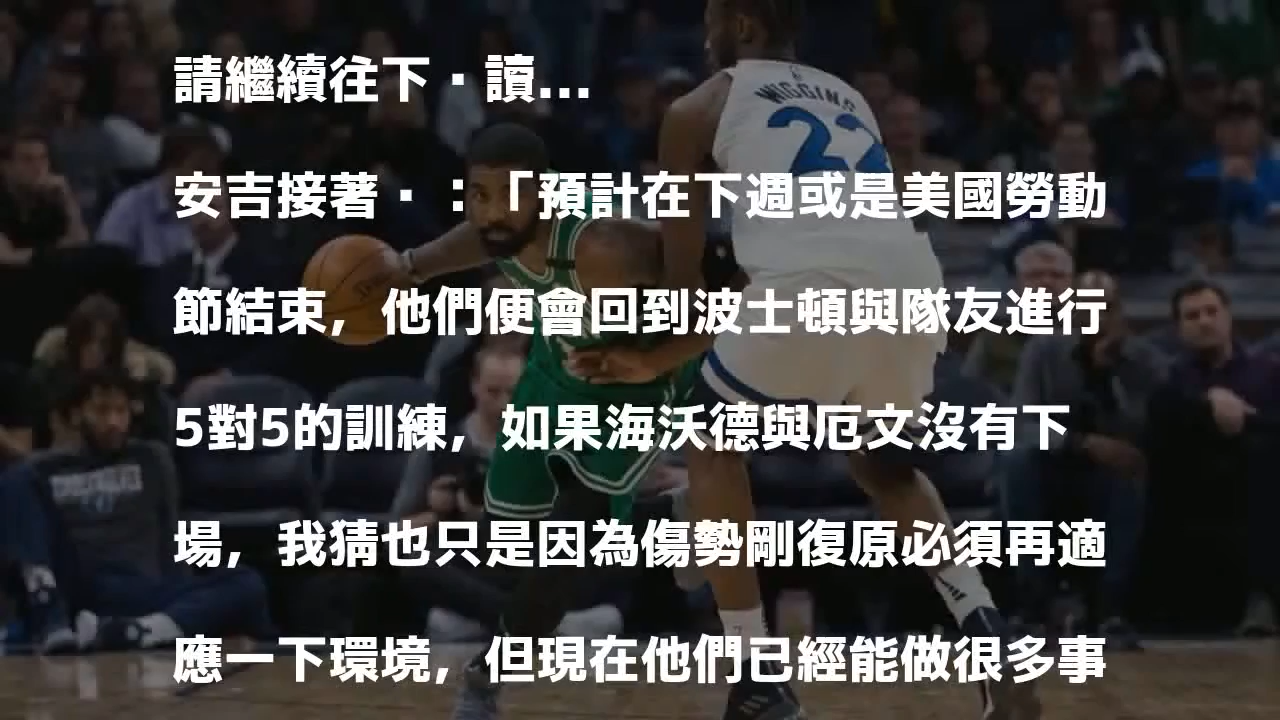 請繼續往下·讀...
安吉接著· :「預計在下週或是美國勞動
節結束，他們便會回到波士頓與隊友進行
5對5的訓練，如果海沃德與厄文沒有下
場，我猜也只是因為傷勢剛復原必須再適
應一下環境，但現在他們已經能做很多事
WIGGINS
22